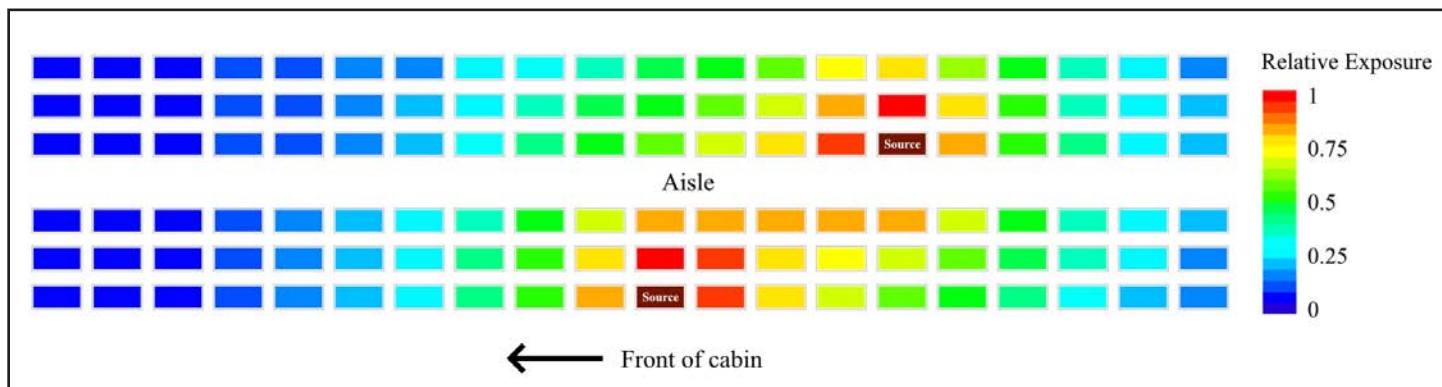 Relative Exposure
1
Source
0.75
Aisle
0.5
0.25
Source
0
Front of cabin